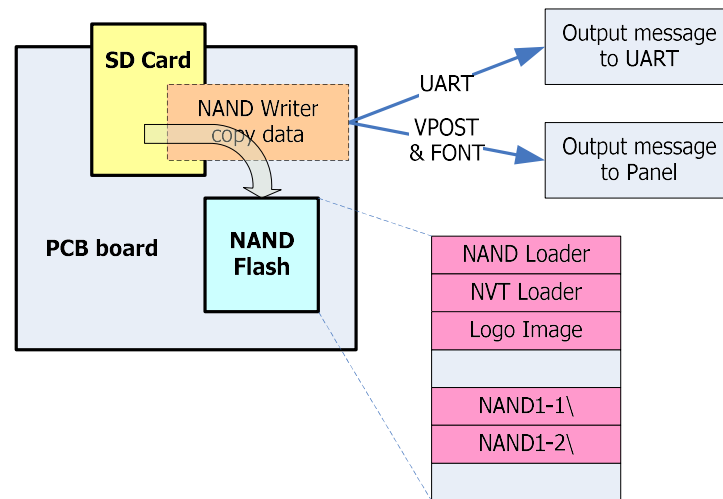 SD Card
NAND Writer
copy data
PCB board
NAND
Flash
UART
VPOST
& FONT
Output message
to UART
Output message
to Panel
NAND Loader
NVT Loader
Logo Image
NAND1-1\
NAND1-2\